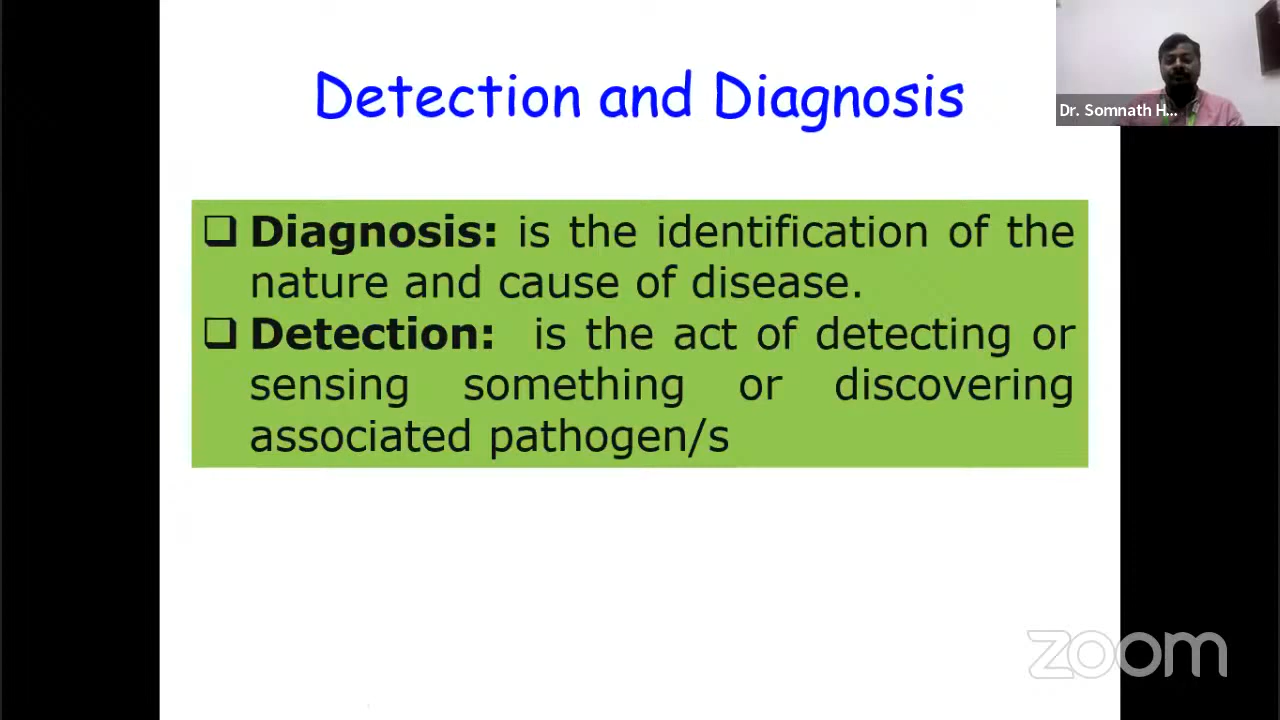 Detection and Diagnosis
Dr. Somnath H...
❑ Diagnosis: is the identification of the
nature and cause of disease.
❑ Detection: is the act of detecting or
sensing something or discovering
associated pathogen/s
zoom